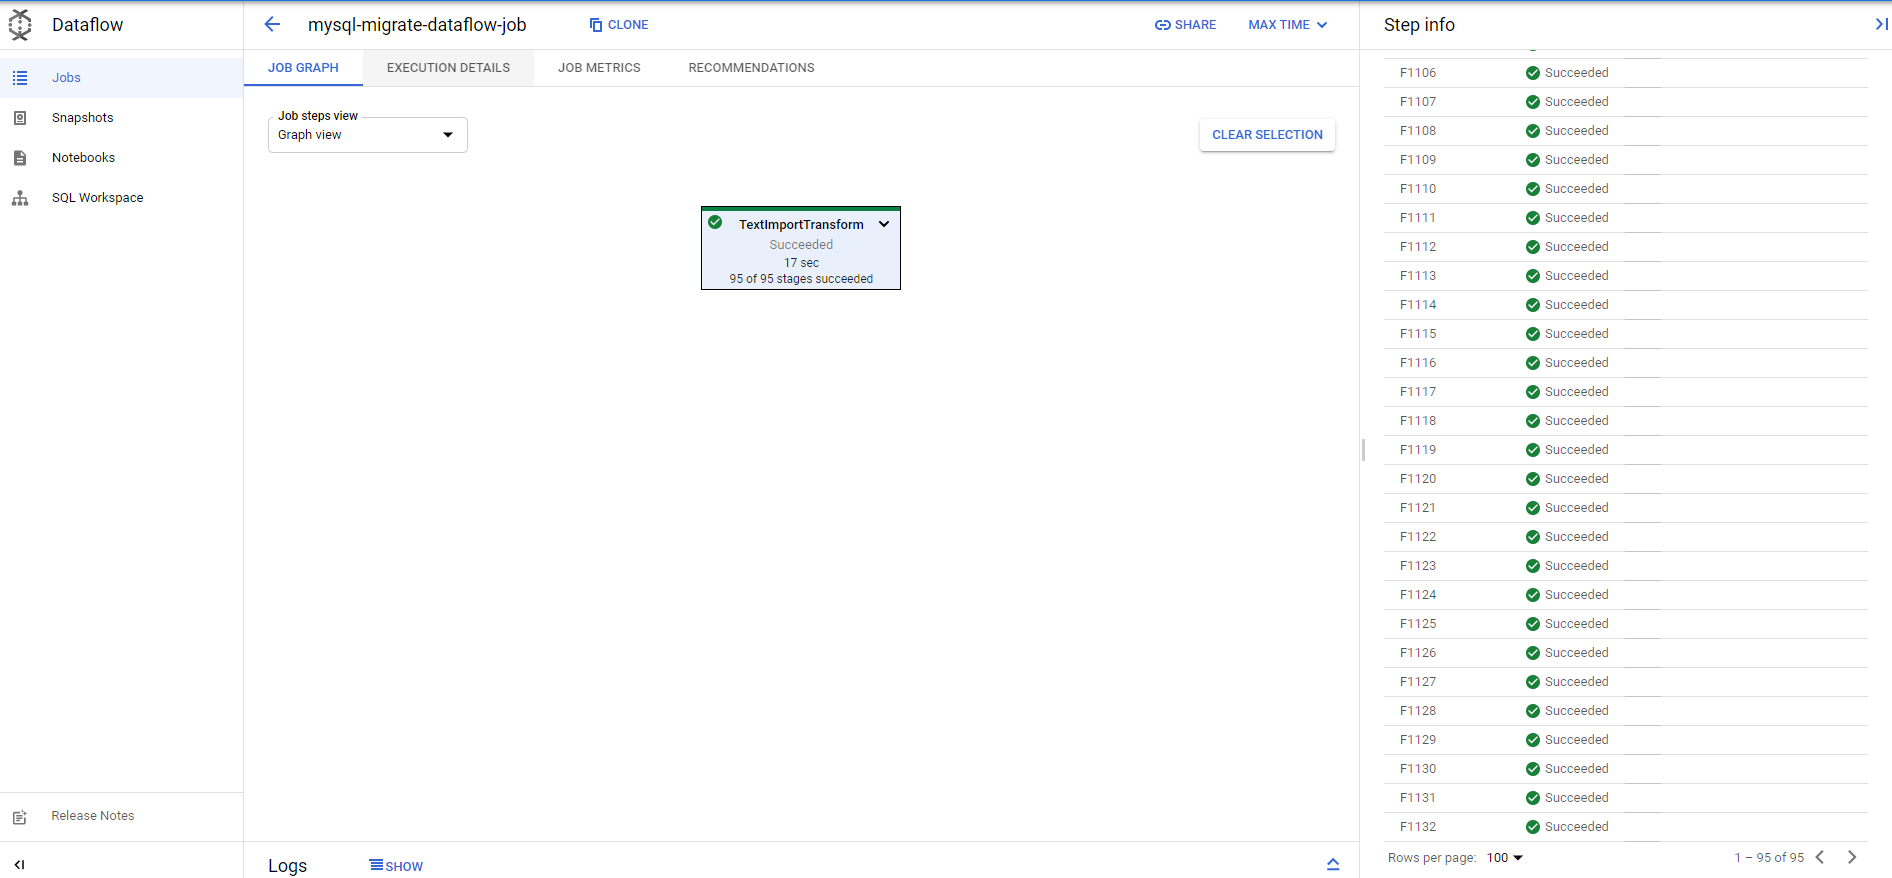 Dataflow
Jobs
Snapshots
Notebooks
SQL Workspace
Release Notes
mysql-migrate-dataflow-job
CLONE
SHARE
MAX TIME
JOB GRAPH
EXECUTION DETAILS
JOB METRICS
RECOMMENDATIONS
Job steps view
Graph view
CLEAR SELECTION
TextImportTransform
Succeeded
17 sec
95 of 95 stages succeeded
Logs
SHOW
Step info
F1106 Succeeded
F1107 Succeeded
F1108 Succeeded
F1109 Succeeded
F1110 Succeeded
F1111 Succeeded
F1112 Succeeded
F1113 Succeeded
F1114 Succeeded
F1115 Succeeded
F1116 Succeeded
F1117 Succeeded
F1118 Succeeded
F1119 Succeeded
F1120 Succeeded
F1121 Succeeded
F1122 Succeeded
F1123 Succeeded
F1124 Succeeded
F1125 Succeeded
F1126 Succeeded
F1127 Succeeded
F1128 Succeeded
F1129 Succeeded
F1130 Succeeded
F1131 Succeeded
F1132 Succeeded
Rows per page: 100 1 – 95 of 95